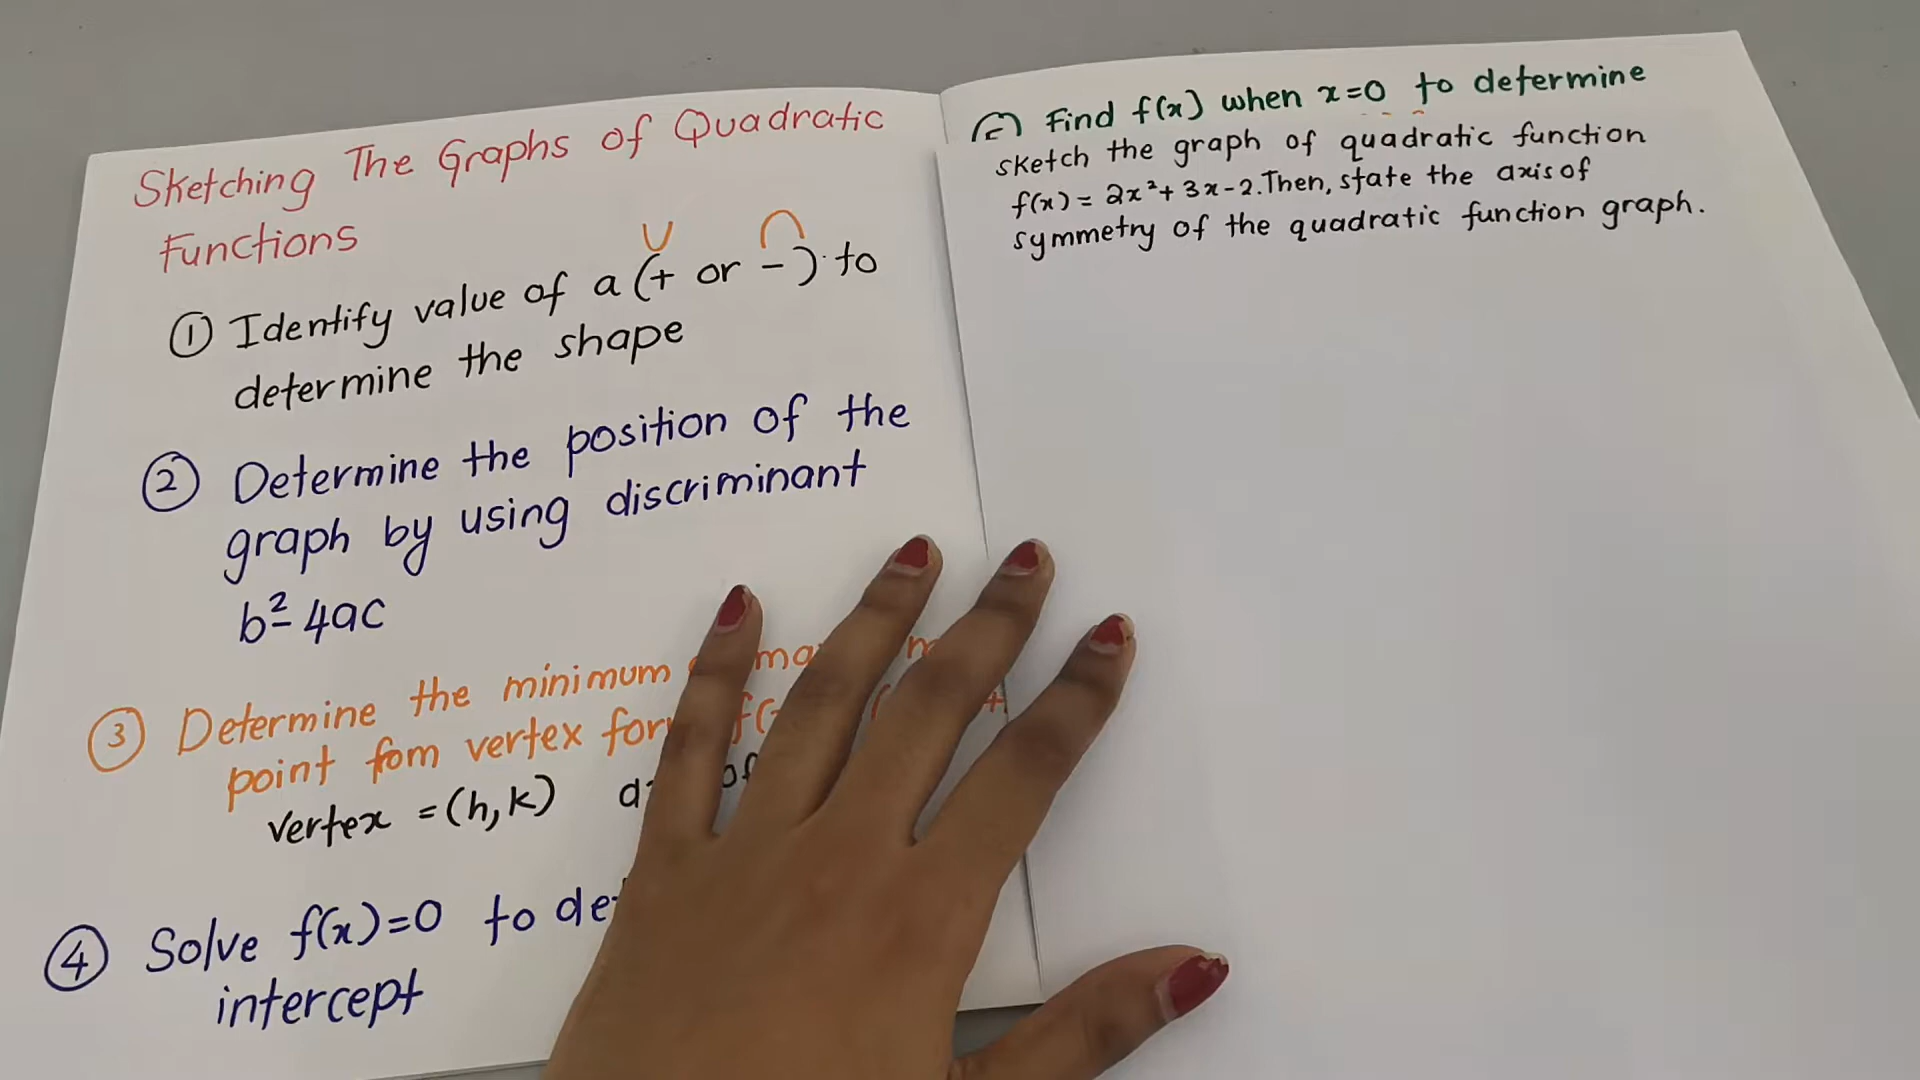 Sketching The Graphs of Quadratic
Functions
① Identify value of a (+ or -) to
determine the shape
② Determine the position of the
graph by using discriminant
b² - 4ac
③ Determine the minimum
point fom vertex
vertex = (h, k)
④ Solve f(x)=0 to
intercept
Find f(x) when x=0 to determine
sketch the graph of quadratic function
f(x) = 2x² + 3x - 2. Then, state the axis of
symmetry of the quadratic function graph.